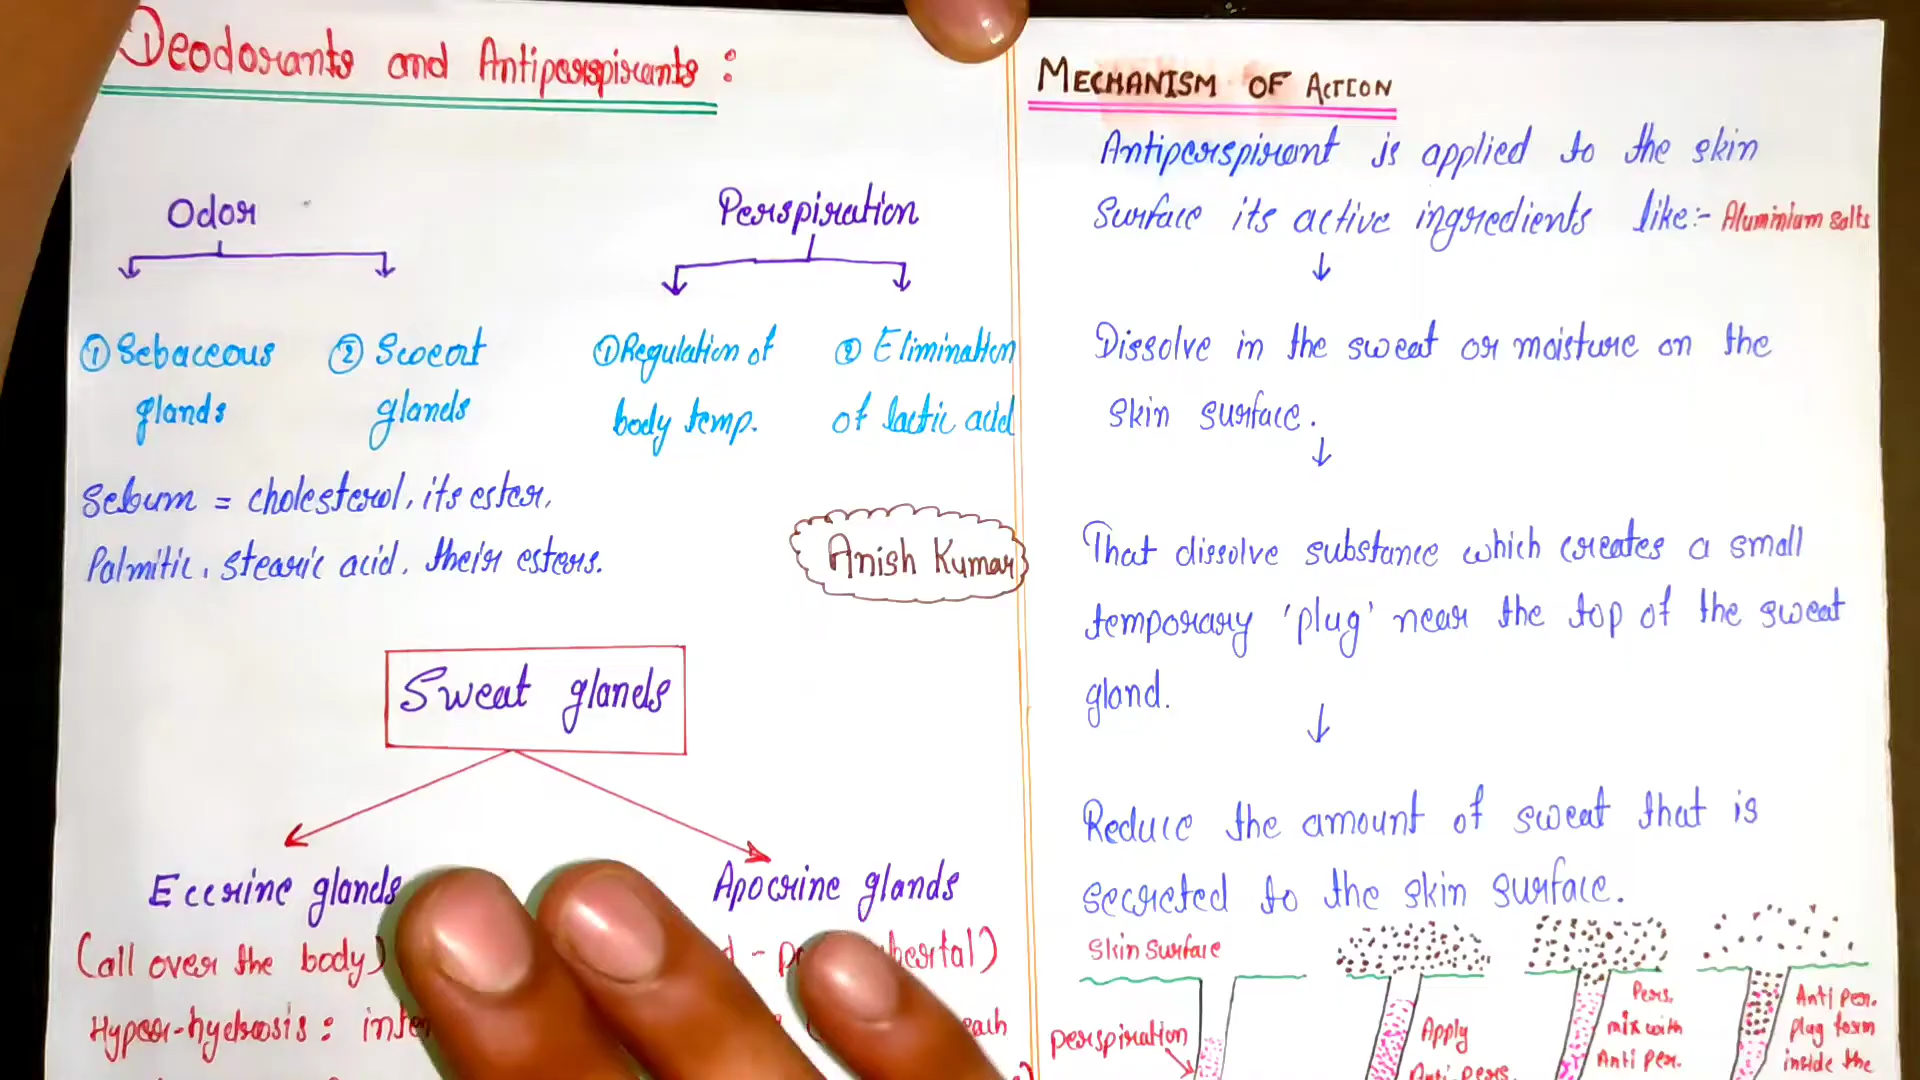 Deodorants and Antiperspirants :
Odor
Perspiration
① Sebaceous glands
② Sweat glands
① Regulation of body temp.
② Elimination of lactic acid
Sebum = cholesterol, its ester,
Palmitic, stearic acid, their esters.
Anish Kumar
Sweat glands
Eccrine glands
Apocrine glands
(all over the body)
Hyper-hydrosis :
MECHANISM OF ACTION
Antiperspirant is applied to the skin
surface its active ingredients like:- Aluminium salts
↓
Dissolve in the sweat or moisture on the
skin surface.
↓
That dissolve substance which creates a small
temporary 'plug' near the top of the sweat
gland.
↓
Reduce the amount of sweat that is
secreted to the skin surface.
Skin Surface
perspiration
Apply
Anti pers.
Pers.
mix with
Anti per.
Anti per.
plug form
inside the